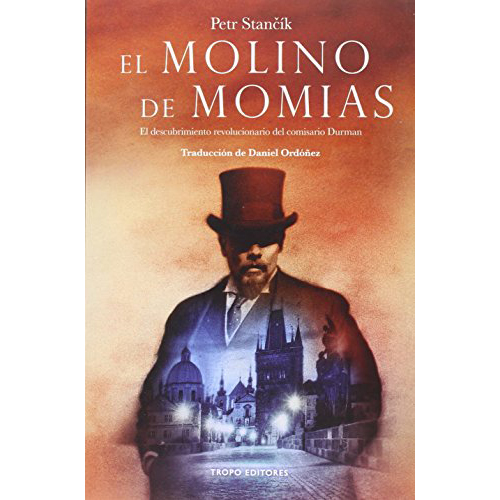 Petr Stančík
EL MOLINO
DE MOMIAS
El descubrimiento revolucionario del comisario Durman
Traducción de Daniel Ordóñez
TROPO EDITORES